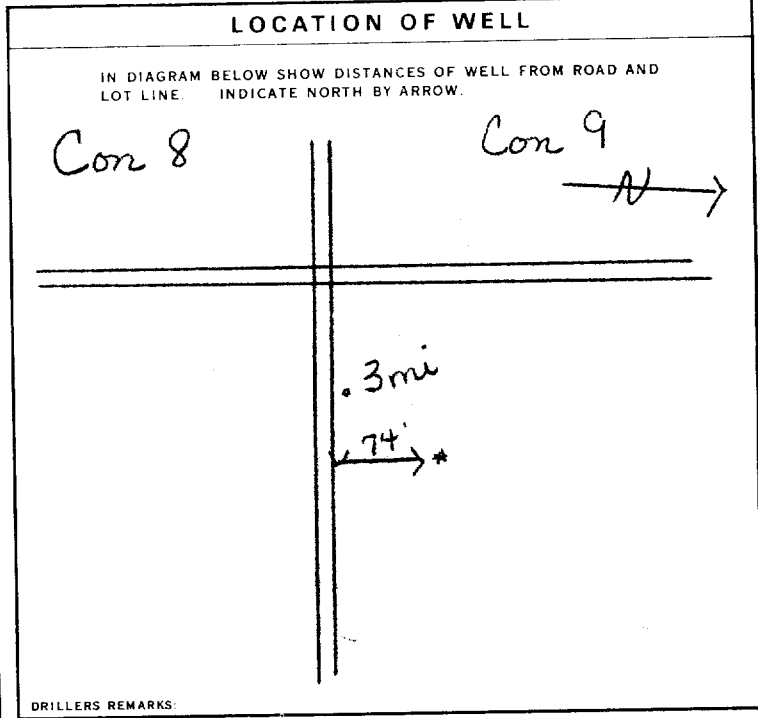 LOCATION OF WELL
IN DIAGRAM BELOW SHOW DISTANCES OF WELL FROM ROAD AND
LOT LINE. INDICATE NORTH BY ARROW.
Con 8
Con 9
N
.3mi
74'
*
DRILLERS REMARKS: